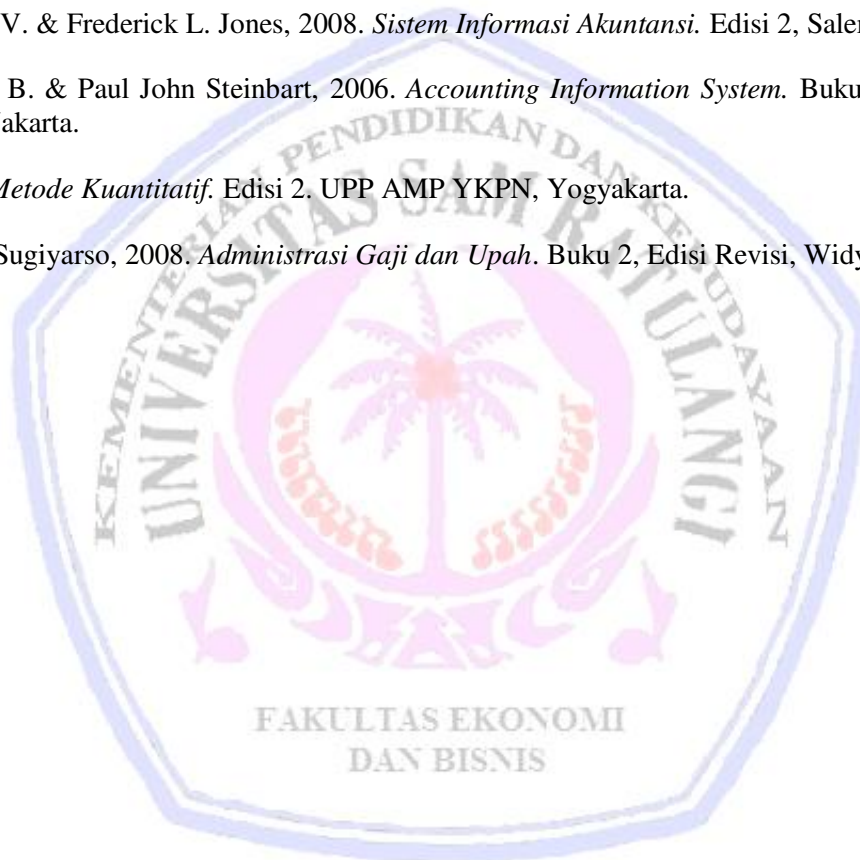 V. & Frederick L. Jones, 2008. Sistem Informasi Akuntansi. Edisi 2, Saler
B. & Paul John Steinbart, 2006. Accounting Information System. Buku
akarta.
Metode Kuantitatif. Edisi 2. UPP AMP YKPN, Yogyakarta.
Sugiyarso, 2008. Administrasi Gaji dan Upah. Buku 2, Edisi Revisi, Widy
KEMENTERIAN PENDIDIKAN DAN KEBUDAYAAN
UNIVERSITAS SAM RATULANGI
FAKULTAS EKONOMI
DAN BISNIS